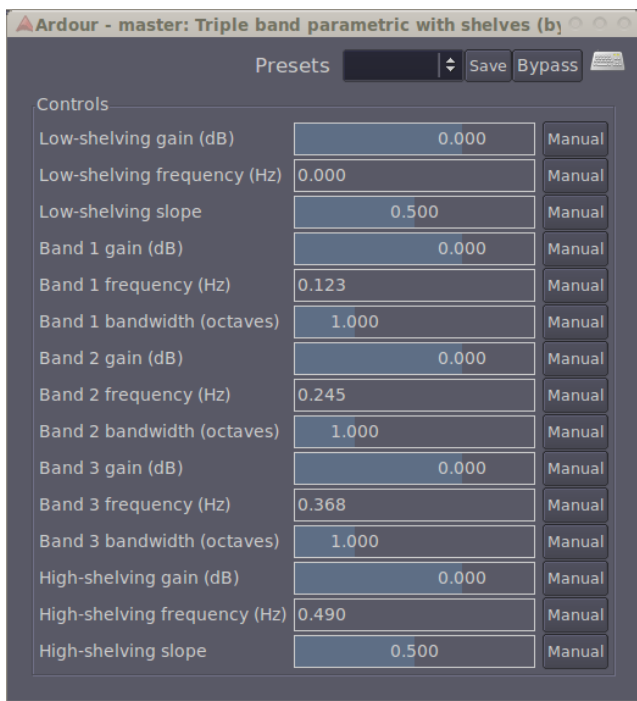 Ardour - master: Triple band parametric with shelves (by
Presets Save Bypass
Controls
Low-shelving gain (dB) 0.000 Manual
Low-shelving frequency (Hz) 0.000 Manual
Low-shelving slope 0.500 Manual
Band 1 gain (dB) 0.000 Manual
Band 1 frequency (Hz) 0.123 Manual
Band 1 bandwidth (octaves) 1.000 Manual
Band 2 gain (dB) 0.000 Manual
Band 2 frequency (Hz) 0.245 Manual
Band 2 bandwidth (octaves) 1.000 Manual
Band 3 gain (dB) 0.000 Manual
Band 3 frequency (Hz) 0.368 Manual
Band 3 bandwidth (octaves) 1.000 Manual
High-shelving gain (dB) 0.000 Manual
High-shelving frequency (Hz) 0.490 Manual
High-shelving slope 0.500 Manual